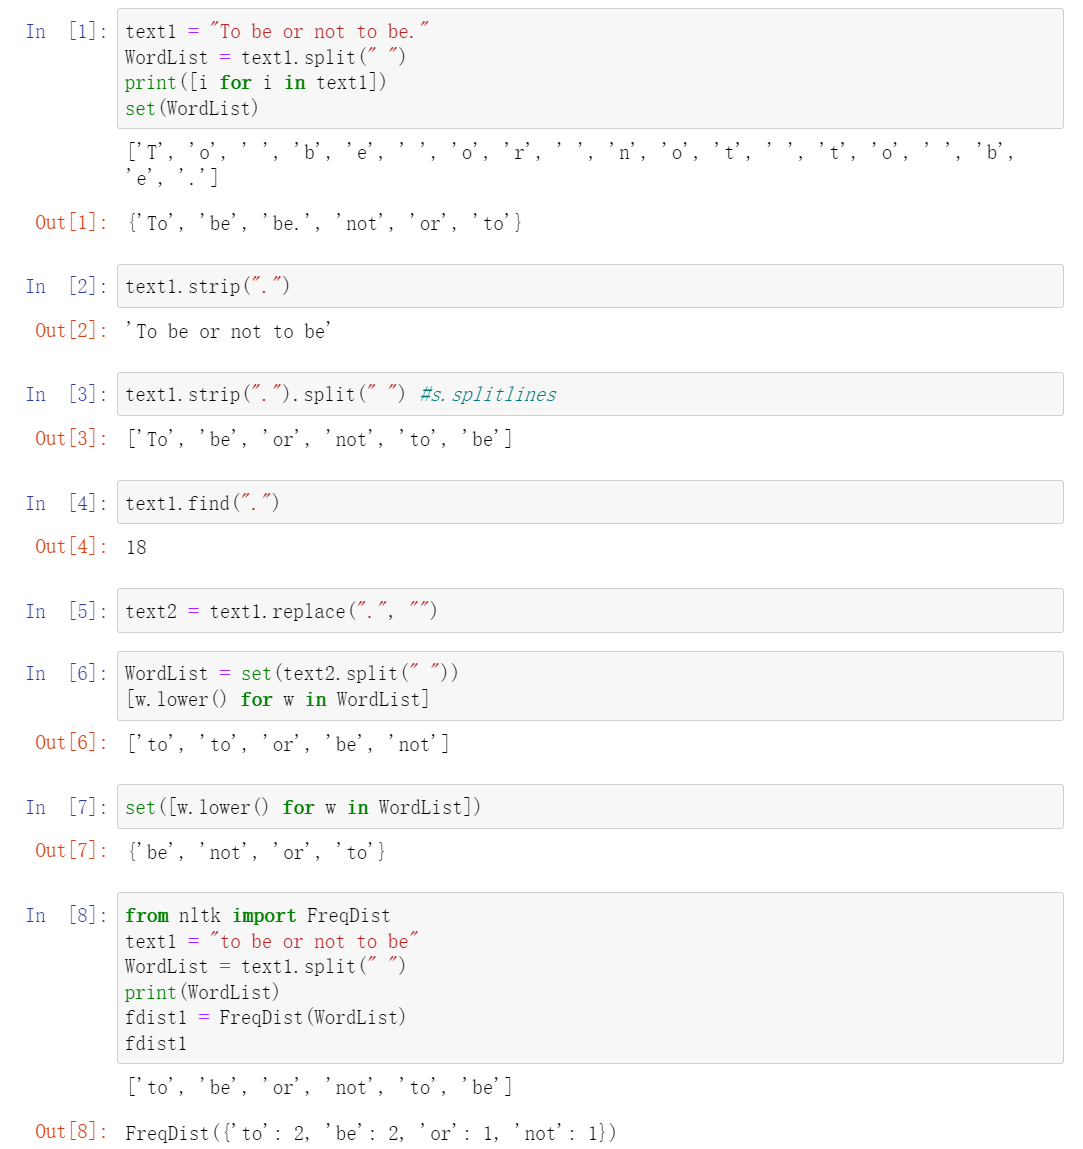 In [1]: text1 = "To be or not to be."
WordList = text1.split(" ")
print([i for i in text1])
set(WordList)
['T', 'o', ' ', 'b', 'e', ' ', 'o', 'r', ' ', 'n', 'o', 't', ' ', 't', 'o', ' ', 'b',
'e', '.']
Out[1]: {'To', 'be', 'be.', 'not', 'or', 'to'}
In [2]: text1.strip(".")
Out[2]: 'To be or not to be'
In [3]: text1.strip(".").split(" ") #s.splitlines
Out[3]: ['To', 'be', 'or', 'not', 'to', 'be']
In [4]: text1.find(".")
Out[4]: 18
In [5]: text2 = text1.replace(".", "")
In [6]: WordList = set(text2.split(" "))
[w.lower() for w in WordList]
Out[6]: ['to', 'to', 'or', 'be', 'not']
In [7]: set([w.lower() for w in WordList])
Out[7]: {'be', 'not', 'or', 'to'}
In [8]: from nltk import FreqDist
text1 = "to be or not to be"
WordList = text1.split(" ")
print(WordList)
fdist1 = FreqDist(WordList)
fdist1
['to', 'be', 'or', 'not', 'to', 'be']
Out[8]: FreqDist({'to': 2, 'be': 2, 'or': 1, 'not': 1})